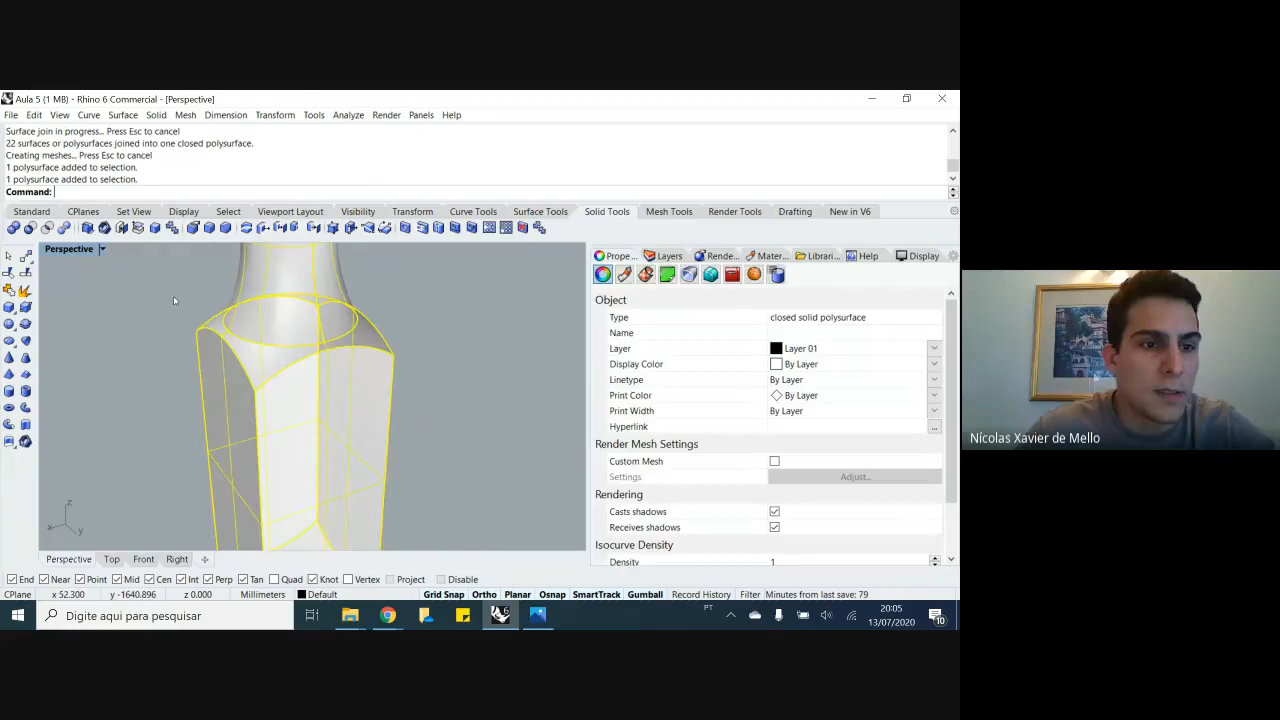 Aula 5 (1 MB) - Rhino 6 Commercial - [Perspective]
File Edit View Curve Surface Solid Mesh Dimension Transform Tools Analyze Render Panels Help
Surface join in progress... Press Esc to cancel
22 surfaces or polysurfaces joined into one closed polysurface.
Creating meshes... Press Esc to cancel
1 polysurface added to selection.
1 polysurface added to selection.
Command:
Standard CPlanes Set View Display Select Viewport Layout Visibility Transform Curve Tools Surface Tools Solid Tools Mesh Tools Render Tools Drafting New in V6
Perspective
Prope... Layers Rende... Mater... Librari... Help Display
Object
Type closed solid polysurface
Name
Layer Layer 01
Display Color By Layer
Linetype By Layer
Print Color By Layer
Print Width By Layer
Hyperlink ...
Render Mesh Settings
Custom Mesh
Settings Adjust...
Rendering
Casts shadows
Receives shadows
Isocurve Density
Density 1
z
x y
Perspective Top Front Right
End Near Point Mid Cen Int Perp Tan Quad Knot Vertex Project Disable
CPlane x 52.300 y -1640.896 z 0.000 Millimeters Default Grid Snap Ortho Planar Osnap SmartTrack Gumball Record History Filter Minutes from last save: 79
Digite aqui para pesquisar
PT
20:05
13/07/2020
10
Nícolas Xavier de Mello